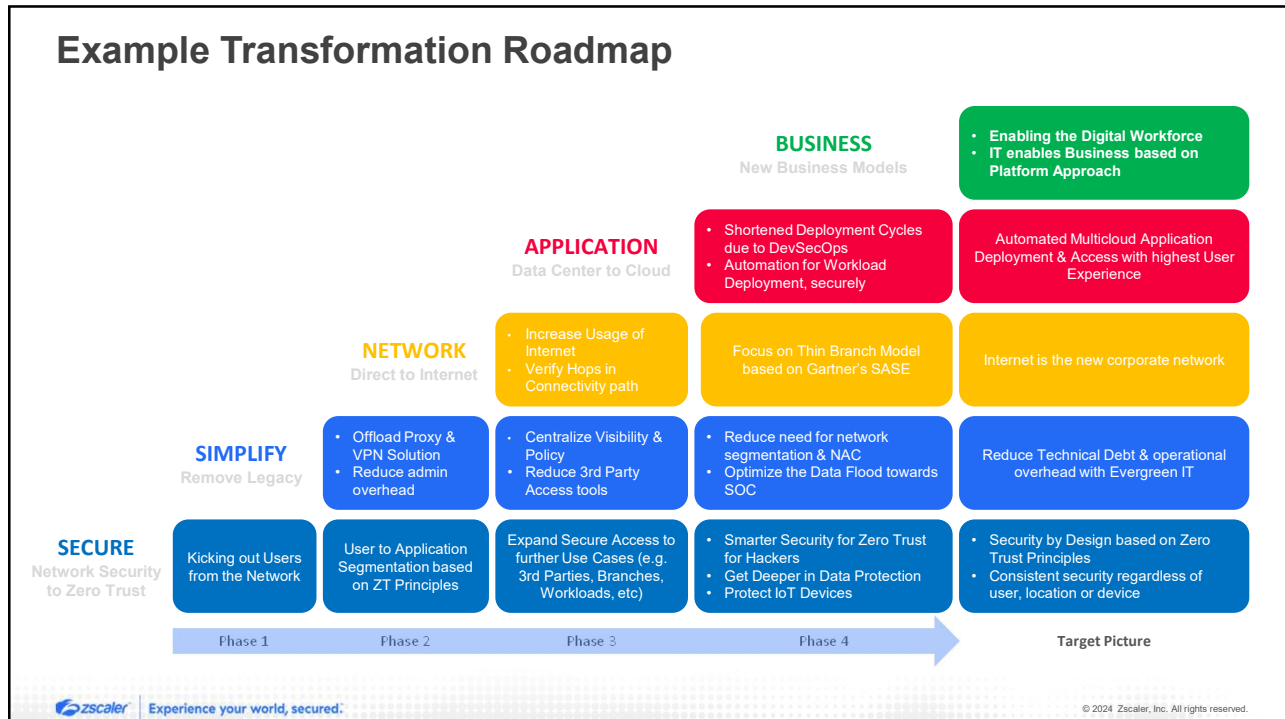 Example Transformation Roadmap
BUSINESS
New Business Models
• Enabling the Digital Workforce
• IT enables Business based on
Platform Approach
APPLICATION
Data Center to Cloud
• Shortened Deployment Cycles
due to DevSecOps
• Automation for Workload
Deployment, securely
Automated Multicloud Application
Deployment & Access with highest User
Experience
NETWORK
Direct to Internet
• Increase Usage of
Internet
• Verify Hops in
Connectivity path
Focus on Thin Branch Model
based on Gartner's SASE
Internet is the new corporate network
SIMPLIFY
Remove Legacy
• Offload Proxy &
VPN Solution
• Reduce admin
overhead
• Centralize Visibility &
Policy
• Reduce 3rd Party
Access tools
• Reduce need for network
segmentation & NAC
• Optimize the Data Flood towards
SOC
Reduce Technical Debt & operational
overhead with Evergreen IT
SECURE
Network Security
to Zero Trust
Kicking out Users
from the Network
User to Application
Segmentation based
on ZT Principles
Expand Secure Access to
further Use Cases (e.g.
3rd Parties, Branches,
Workloads, etc)
• Smarter Security for Zero Trust
for Hackers
• Get Deeper in Data Protection
• Protect IoT Devices
• Security by Design based on Zero
Trust Principles
• Consistent security regardless of
user, location or device
Phase 1
Phase 2
Phase 3
Phase 4
Target Picture
zscaler
Experience your world, secured.
© 2024 Zscaler, Inc. All rights reserved.